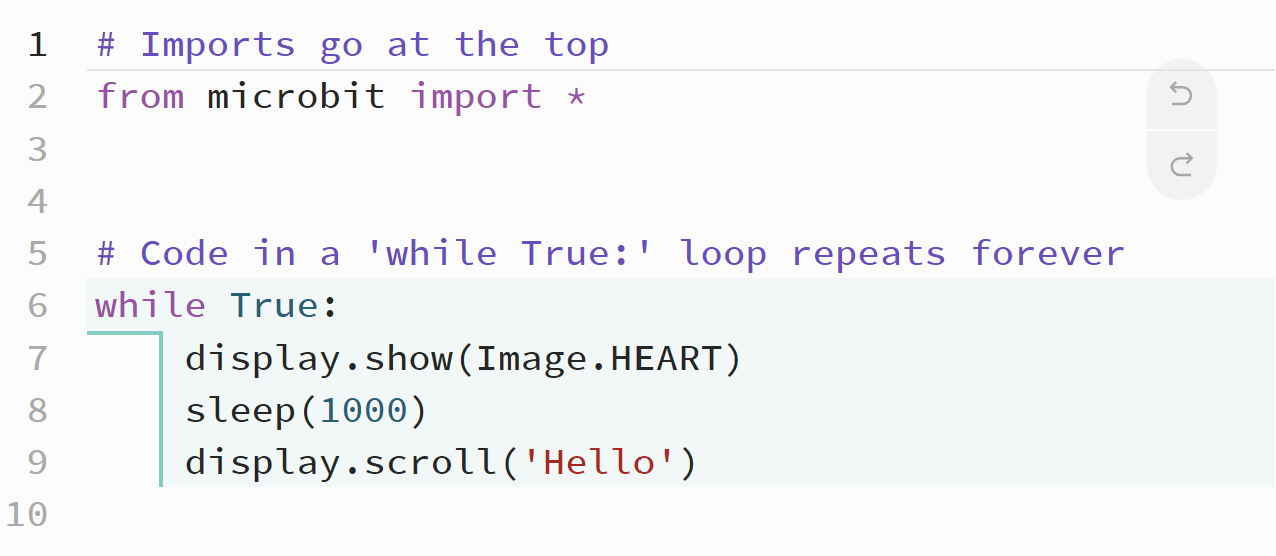 1 # Imports go at the top
2 from microbit import *
3
4
5 # Code in a 'while True:' loop repeats forever
6 while True:
7     display.show(Image.HEART)
8     sleep(1000)
9     display.scroll('Hello')
10